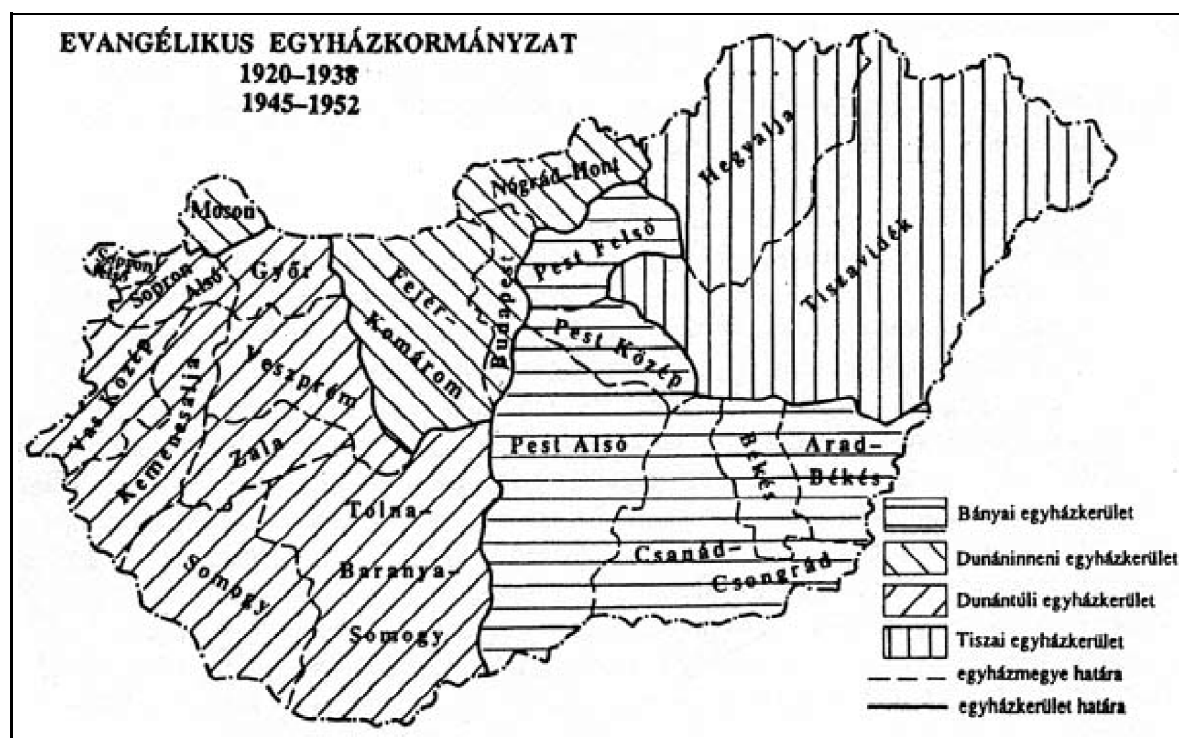 EVANGÉLIKUS EGYHÁZKORMÁNYZAT
1920–1938
1945–1952
Hegyalja
Nógrád–Hont
Moson
Pest Felső
Tiszavidék
Sopron
Felső
Sopron
Alsó
Győr
Fejér–
Komárom
Budapest
Pest Közép
Vas Közép
Kemenesalja
Veszprém
Zala
Pest Alsó
Békés
Arad–
Békés
Tolna–
Baranya–
Somogy
Somogy
Csanád–
Csongrád
Bányai egyházkerület
Dunáninneni egyházkerület
Dunántúli egyházkerület
Tiszai egyházkerület
egyházmegye határa
egyházkerület határa